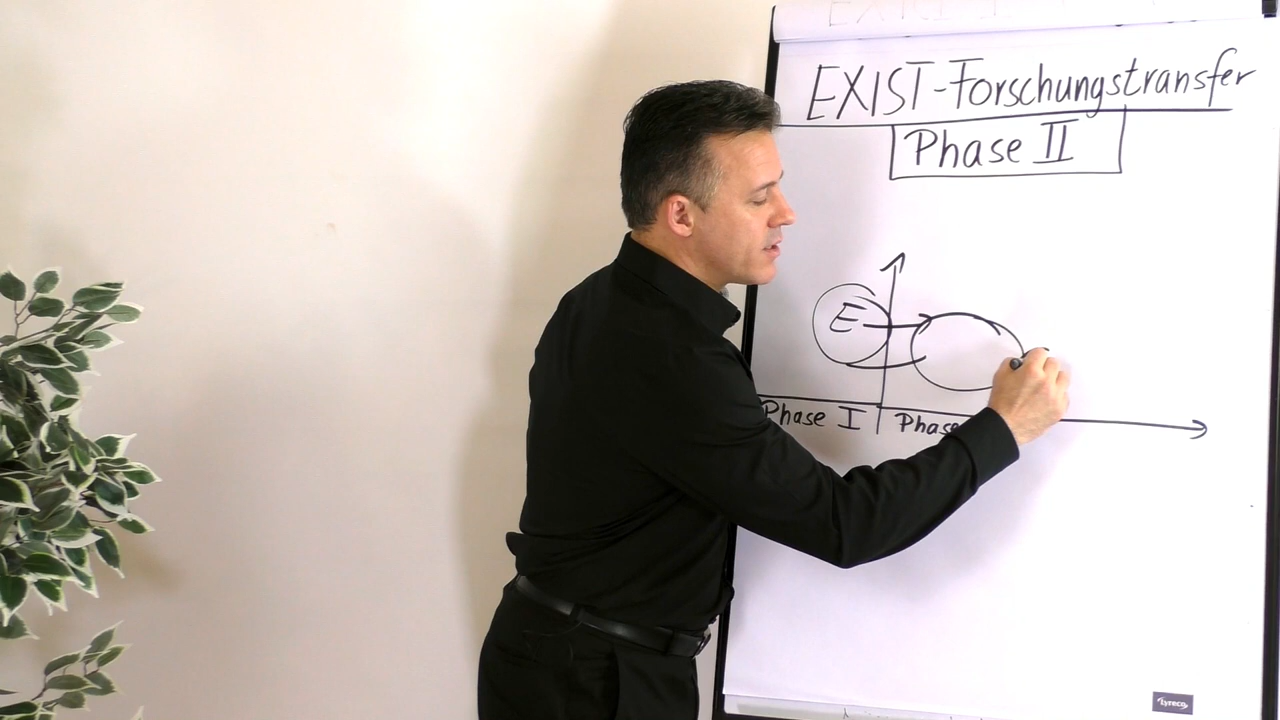 EXIST-Forschungstransfer
Phase II
E
Phase I
Phase
Lyreco